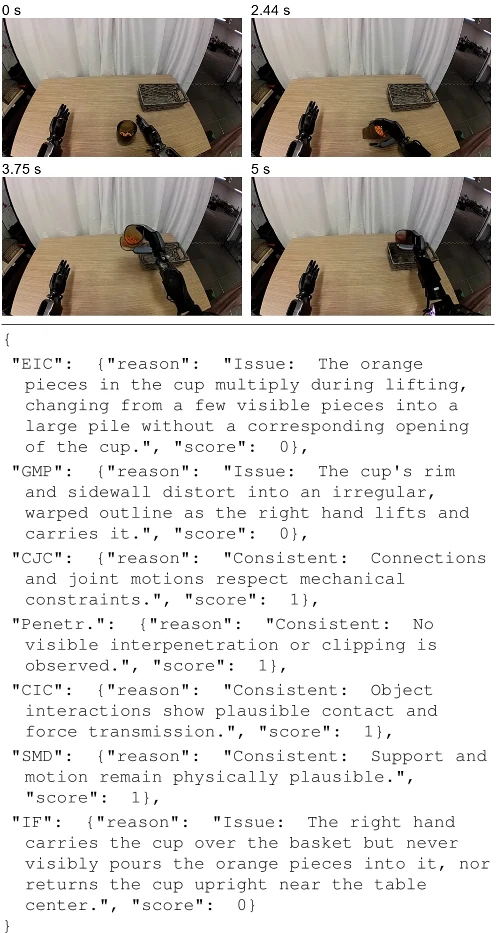 0 s
2.44 s
3.75 s
5 s
{
"EIC": {"reason": "Issue: The orange
pieces in the cup multiply during lifting,
changing from a few visible pieces into a
large pile without a corresponding opening
of the cup.", "score": 0},
"GMP": {"reason": "Issue: The cup's rim
and sidewall distort into an irregular,
warped outline as the right hand lifts and
carries it.", "score": 0},
"CJC": {"reason": "Consistent: Connections
and joint motions respect mechanical
constraints.", "score": 1},
"Penetr.": {"reason": "Consistent: No
visible interpenetration or clipping is
observed.", "score": 1},
"CIC": {"reason": "Consistent: Object
interactions show plausible contact and
force transmission.", "score": 1},
"SMD": {"reason": "Consistent: Support and
motion remain physically plausible.",
"score": 1},
"IF": {"reason": "Issue: The right hand
carries the cup over the basket but never
visibly pours the orange pieces into it, nor
returns the cup upright near the table
center.", "score": 0}
}